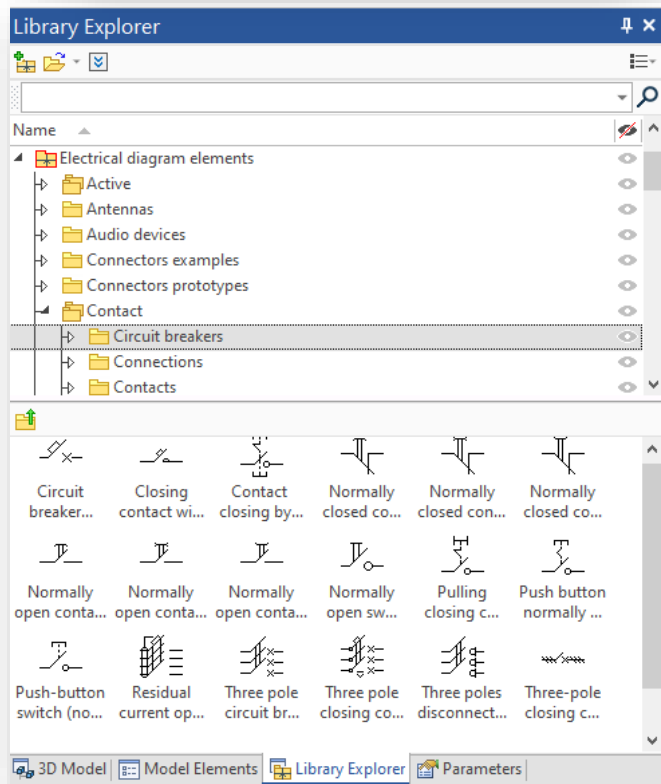 Library Explorer
Name
Electrical diagram elements
Active
Antennas
Audio devices
Connectors examples
Connectors prototypes
Contact
Circuit breakers
Connections
Contacts
Circuit Closing Contact Normally Normally Normally
breaker... contact wi... closing by... closed co... closed con... closed co...
Normally Normally Normally Normally Pulling Push button
open conta... open conta... open conta... open sw... closing c... normally ...
Push-button Residual Three pole Three pole Three poles Three-pole
switch (no... current op... circuit br... closing co... disconnect... closing c...
3D Model Model Elements Library Explorer Parameters